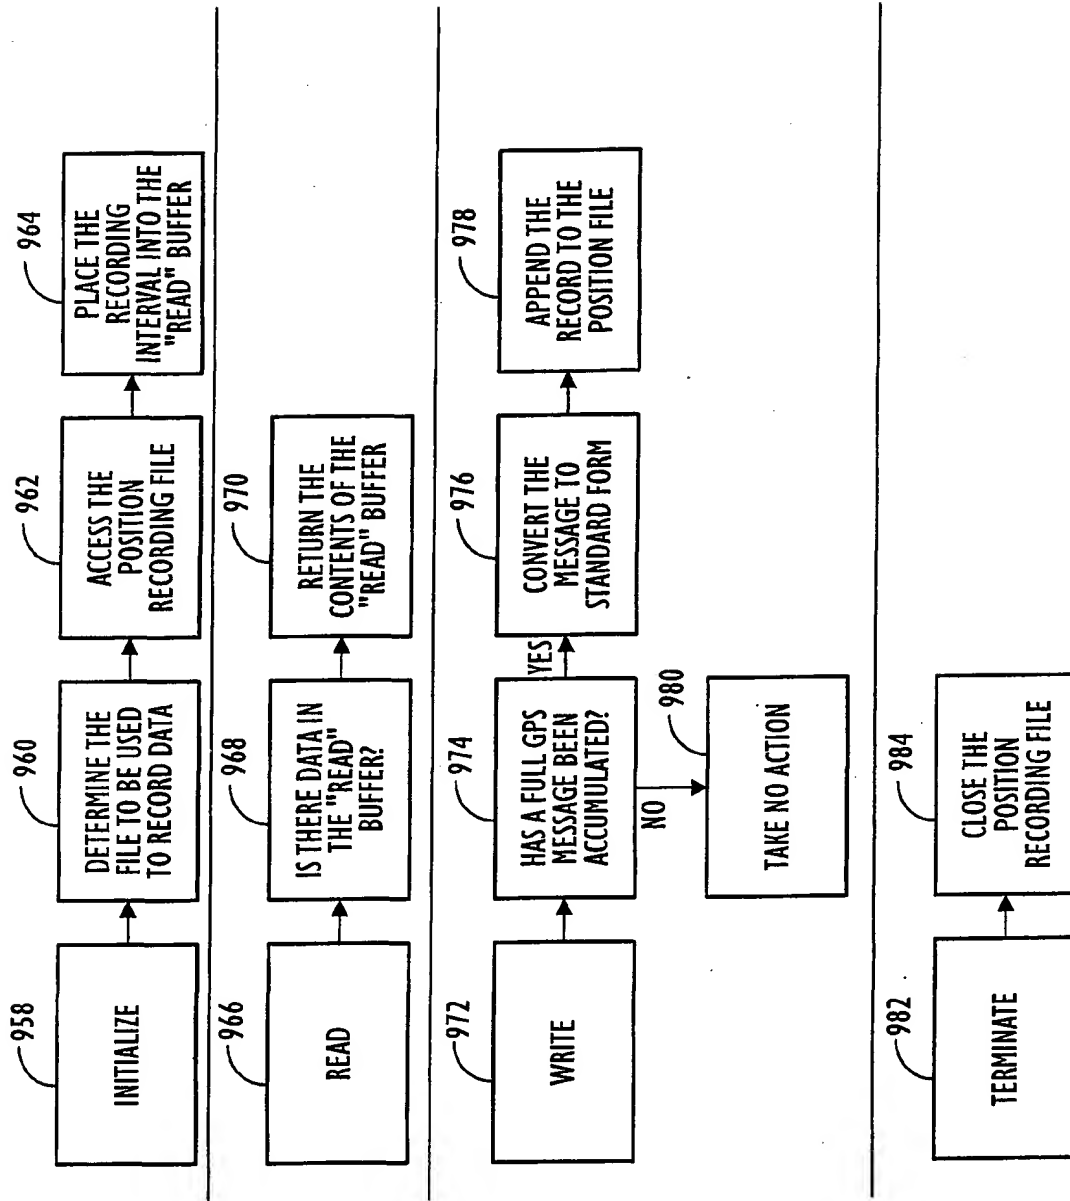 958
INITIALIZE
960
DETERMINE THE
FILE TO BE USED
TO RECORD DATA
962
ACCESS THE
POSITION
RECORDING FILE
964
PLACE THE
RECORDING
INTERVAL INTO THE
"READ" BUFFER
966
READ
968
IS THERE DATA IN
THE "READ"
BUFFER?
970
RETURN THE
CONTENTS OF THE
"READ" BUFFER
972
WRITE
974
HAS A FULL GPS
MESSAGE BEEN
ACCUMULATED?
YES
976
CONVERT THE
MESSAGE TO
STANDARD FORM
978
APPEND THE
RECORD TO THE
POSITION FILE
NO
980
TAKE NO ACTION
982
TERMINATE
984
CLOSE THE
POSITION
RECORDING FILE